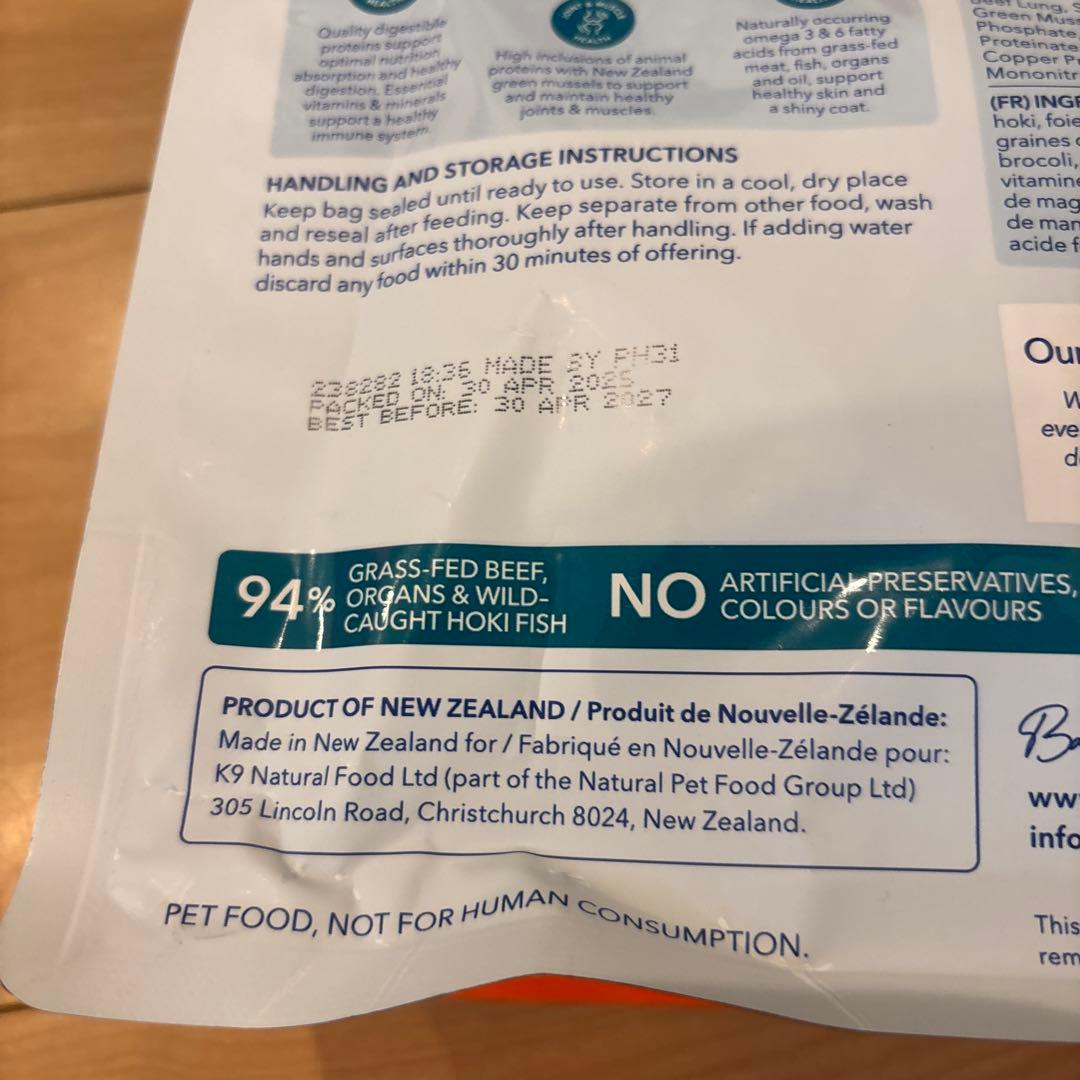 Quality digestible
proteins support
optimal nutrition
absorption and healthy
digestion. Essential
vitamins & minerals
support a healthy
immune system.
JOINT & MUSCLE
HEALTH
High inclusions of animal
proteins with New Zealand
green mussels to support
and maintain healthy
joints & muscles.
Naturally occurring
omega 3 & 6 fatty
acids from grass-fed
meat, fish, organs
and oil, support
healthy skin and
a shiny coat.
Lung,
Green
Phosphate
Proteinate
Copper
(FR)
hoki, foie
graines
brocoli,
de
de
acide
HANDLING AND STORAGE INSTRUCTIONS
Keep bag sealed until ready to use. Store in a cool, dry place
and reseal after feeding. Keep separate from other food, wash
hands and surfaces thoroughly after handling. If adding water
discard any food within 30 minutes of offering.
238282 18:36 MADE BY PH31
PACKED ON: 30 APR 2025
BEST BEFORE: 30 APR 2027
94% GRASS-FED BEEF,
ORGANS & WILD-
CAUGHT HOKI FISH
NO ARTIFICIAL PRESERVATIVES,
COLOURS OR FLAVOURS
PRODUCT OF NEW ZEALAND / Produit de Nouvelle-Zélande:
Made in New Zealand for / Fabriqué en Nouvelle-Zélande pour:
K9 Natural Food Ltd (part of the Natural Pet Food Group Ltd)
305 Lincoln Road, Christchurch 8024, New Zealand.
PET FOOD, NOT FOR HUMAN CONSUMPTION.
This